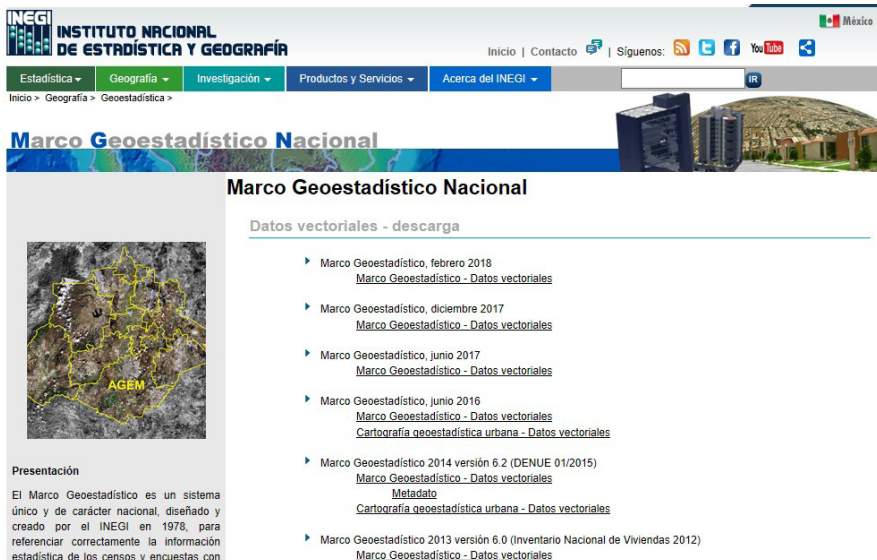 INEGI
INSTITUTO NACIONAL
DE ESTADÍSTICA Y GEOGRAFÍA
México
Inicio | Contacto | Síguenos: You Tube
Estadística Geografía Investigación Productos y Servicios Acerca del INEGI IR
Inicio > Geografía > Geoestadística >
Marco Geoestadístico Nacional
Marco Geoestadístico Nacional
Datos vectoriales - descarga
Marco Geoestadístico, febrero 2018
Marco Geoestadístico - Datos vectoriales
Marco Geoestadístico, diciembre 2017
Marco Geoestadístico - Datos vectoriales
Marco Geoestadístico, junio 2017
Marco Geoestadístico - Datos vectoriales
Marco Geoestadístico, junio 2016
Marco Geoestadístico - Datos vectoriales
Cartografía geoestadística urbana - Datos vectoriales
Marco Geoestadístico 2014 versión 6.2 (DENUE 01/2015)
Marco Geoestadístico - Datos vectoriales
Metadato
Cartografía geoestadística urbana - Datos vectoriales
Marco Geoestadístico 2013 versión 6.0 (Inventario Nacional de Viviendas 2012)
Marco Geoestadístico - Datos vectoriales
AGEM
Presentación
El Marco Geoestadístico es un sistema
único y de carácter nacional, diseñado y
creado por el INEGI en 1978, para
referenciar correctamente la información
estadística de los censos y encuestas con